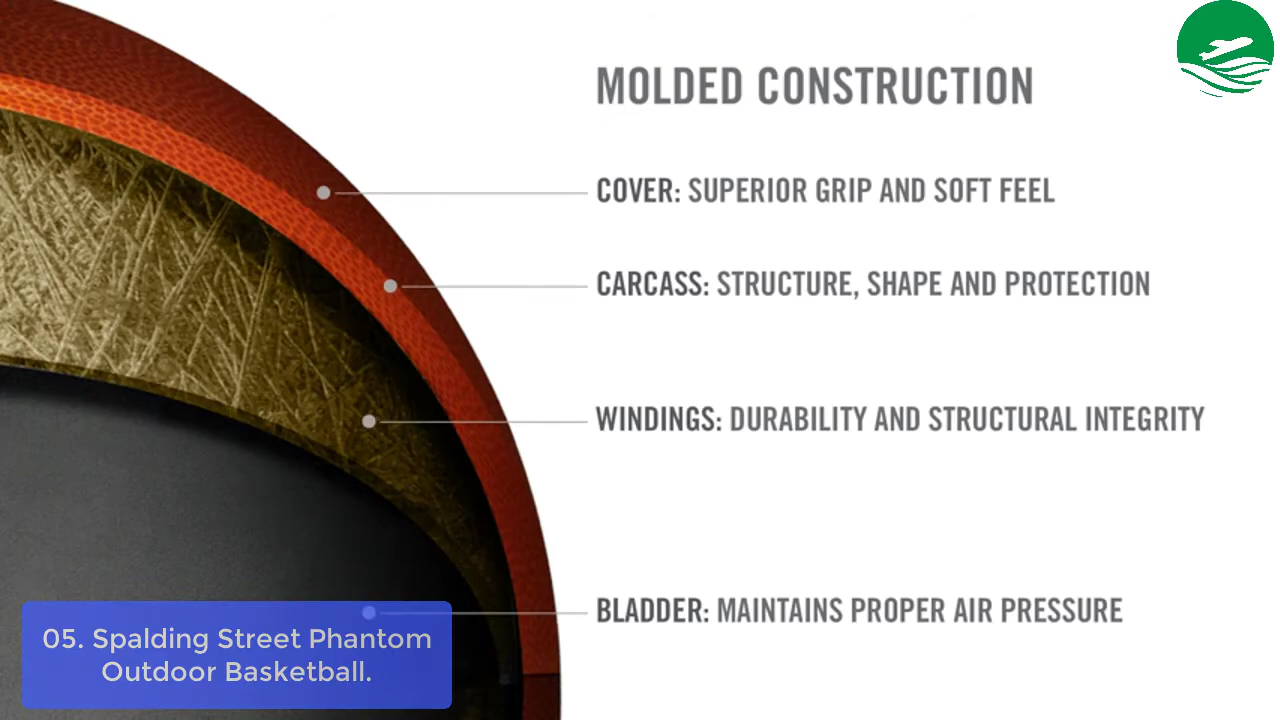 MOLDED CONSTRUCTION
COVER: SUPERIOR GRIP AND SOFT FEEL
CARCASS: STRUCTURE, SHAPE AND PROTECTION
WINDINGS: DURABILITY AND STRUCTURAL INTEGRITY
BLADDER: MAINTAINS PROPER AIR PRESSURE
05. Spalding Street Phantom
Outdoor Basketball.